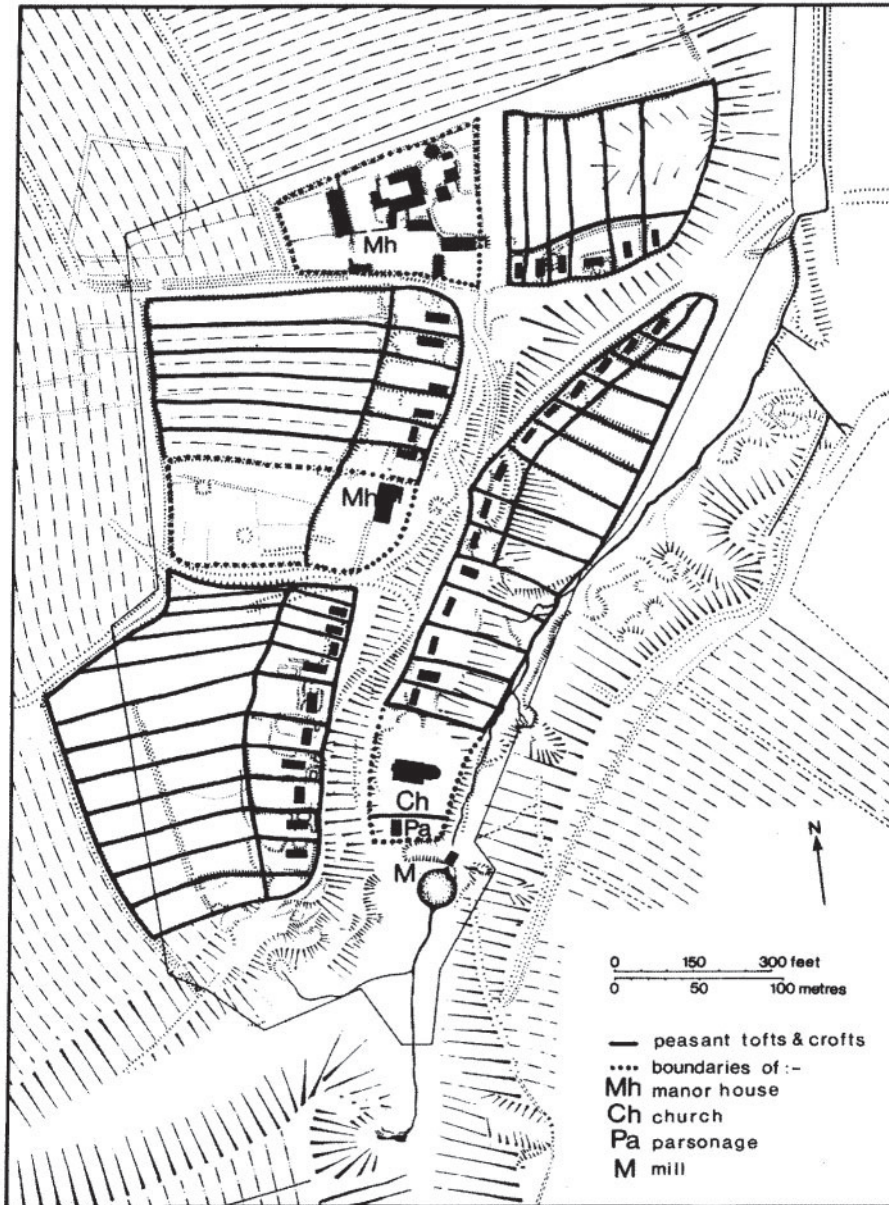 Mh
Mh
Ch
Pa
M
N
0 150 300 feet
0 50 100 metres
peasant tofts & crofts
boundaries of :-
Mh manor house
Ch church
Pa parsonage
M mill